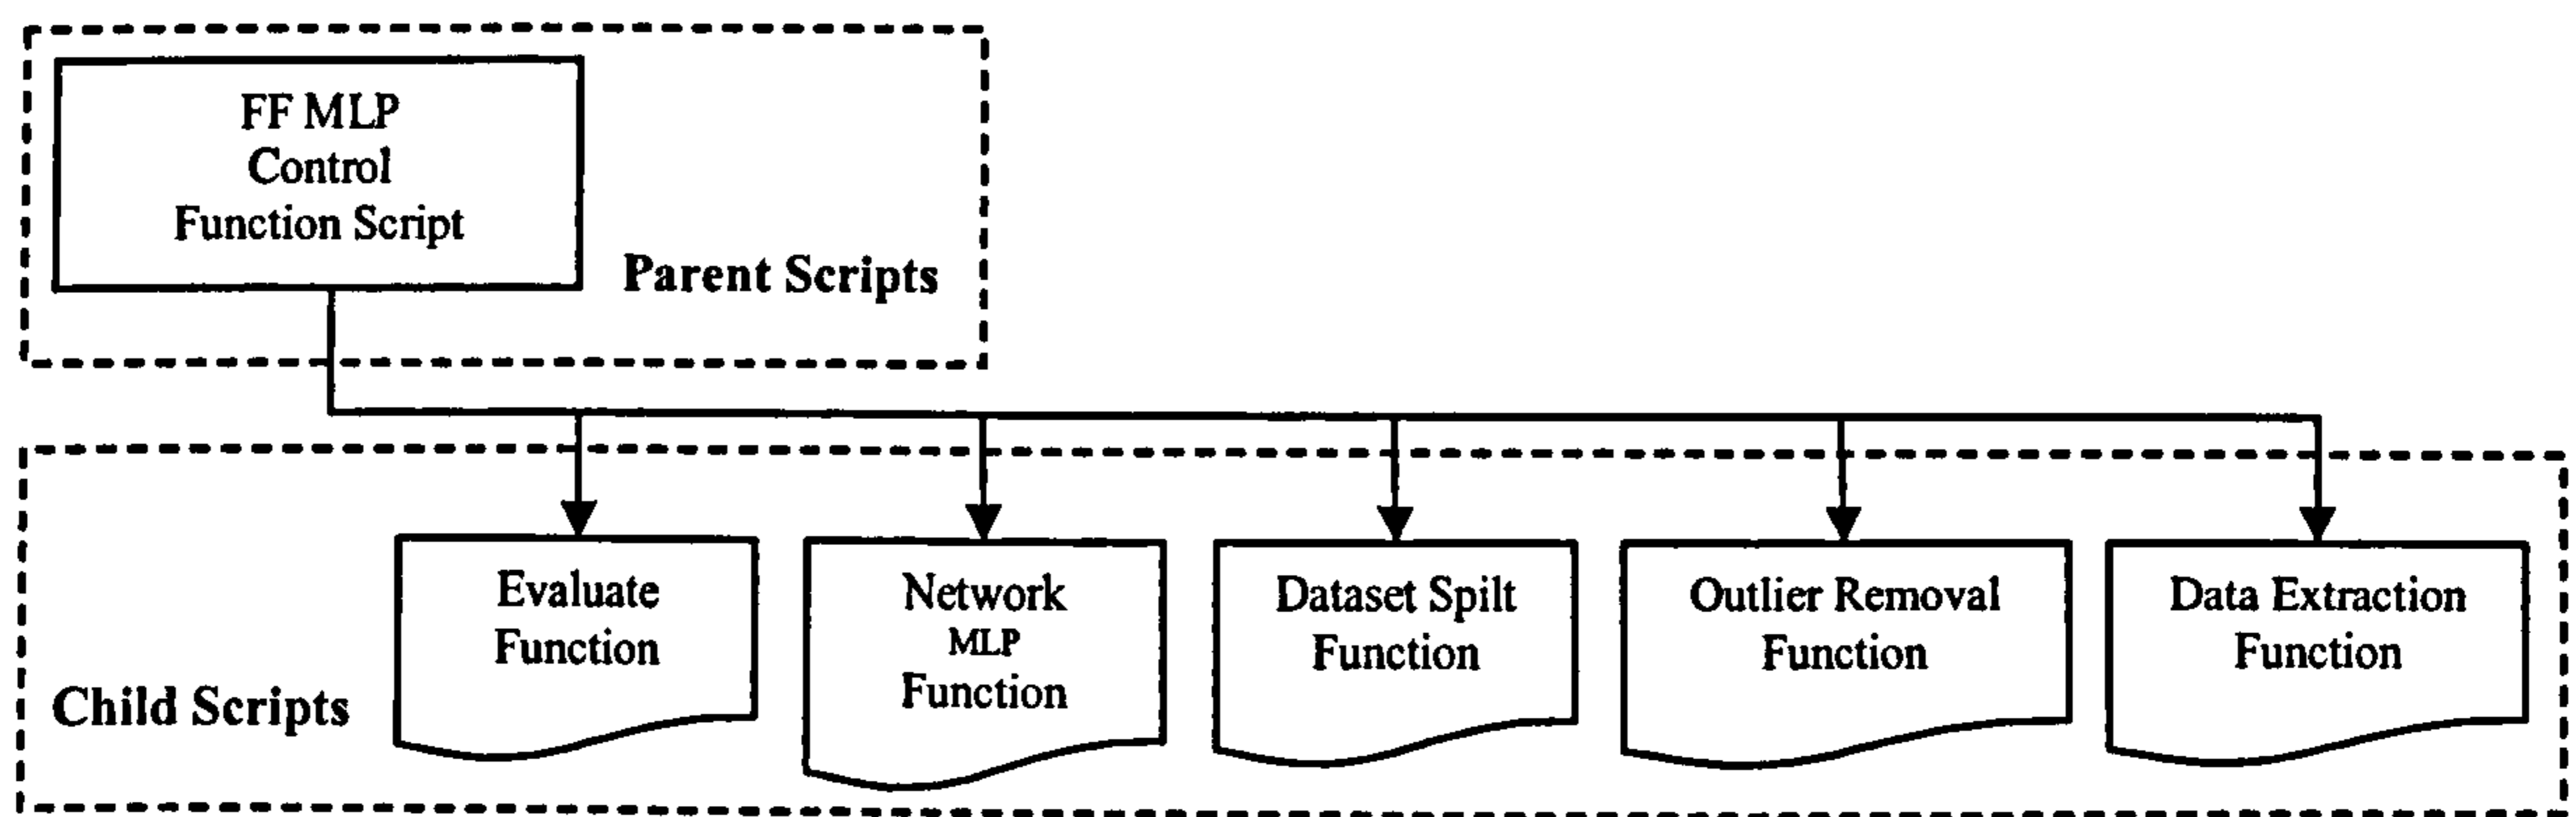 FF MLP
Control
Function Script
Parent Scripts
Evaluate
Function
Network
MLP
Function
Dataset Spilt
Function
Outlier Removal
Function
Data Extraction
Function
Child Scripts